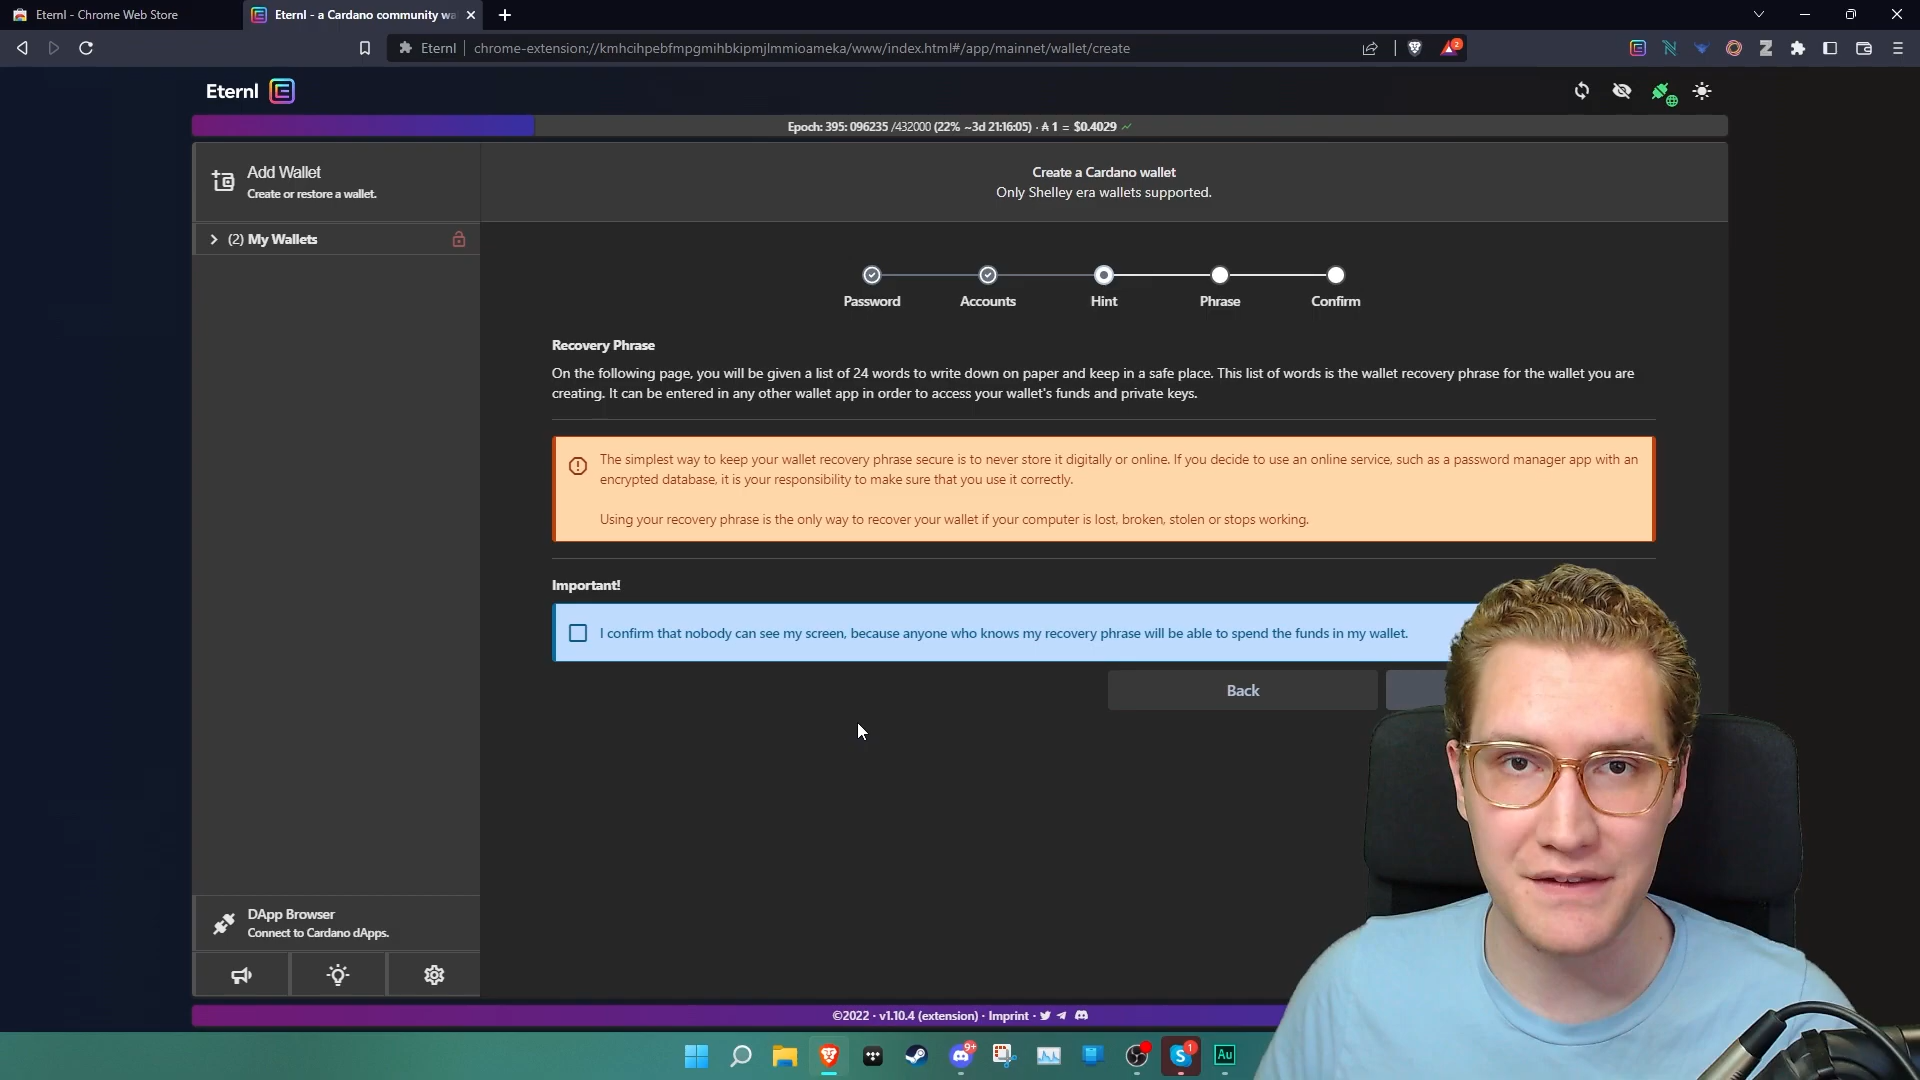 Eternl - Chrome Web Store
Eternl - a Cardano community wa
Eternl
chrome-extension://kmhcihpebfmpgmihbkipmjlmmioameka/www/index.html#/app/mainnet/wallet/create
2
Eternl
Epoch: 395: 096235 /432000 (22% ~3d 21:16:05) · ₳ 1 = $0.4029
Add Wallet
Create or restore a wallet.
Create a Cardano wallet
Only Shelley era wallets supported.
(2) My Wallets
Password
Accounts
Hint
Phrase
Confirm
Recovery Phrase
On the following page, you will be given a list of 24 words to write down on paper and keep in a safe place. This list of words is the wallet recovery phrase for the wallet you are
creating. It can be entered in any other wallet app in order to access your wallet's funds and private keys.
The simplest way to keep your wallet recovery phrase secure is to never store it digitally or online. If you decide to use an online service, such as a password manager app with an
encrypted database, it is your responsibility to make sure that you use it correctly.
Using your recovery phrase is the only way to recover your wallet if your computer is lost, broken, stolen or stops working.
Important!
I confirm that nobody can see my screen, because anyone who knows my recovery phrase will be able to spend the funds in my wallet.
Back
DApp Browser
Connect to Cardano dApps.
©2022 · v1.10.4 (extension) · Imprint ·
9+
S
1
Au